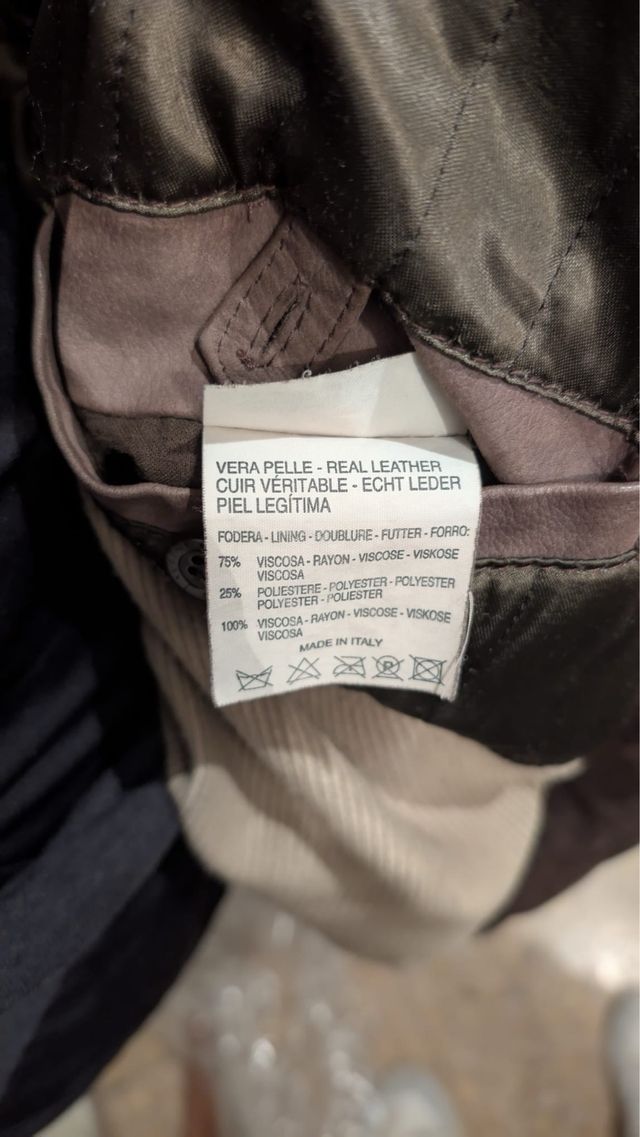 VERA PELLE - REAL LEATHER
CUIR VÉRITABLE - ECHT LEDER
PIEL LEGÍTIMA
FODERA - LINING - DOUBLURE - FUTTER - FORRO:
75% VISCOSA - RAYON - VISCOSE - VISKOSE
VISCOSA
25% POLIESTERE - POLYESTER - POLYESTER
POLYESTER - POLIESTER
100% VISCOSA - RAYON - VISCOSE - VISKOSE
VISCOSA
MADE IN ITALY
P